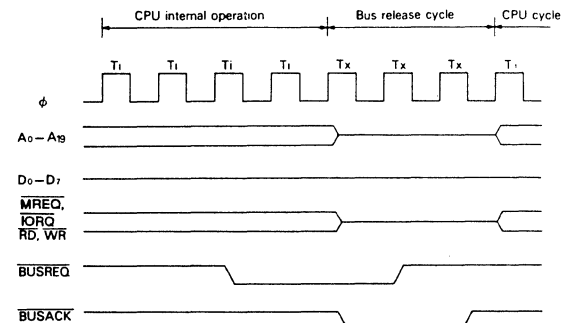 CPU internal operation Bus release cycle CPU cycle
Ti Ti Ti Ti Tx Tx Tx T1
φ
A0–A19
D0–D7
MREQ,
IORQ
RD, WR
BUSREQ
BUSACK